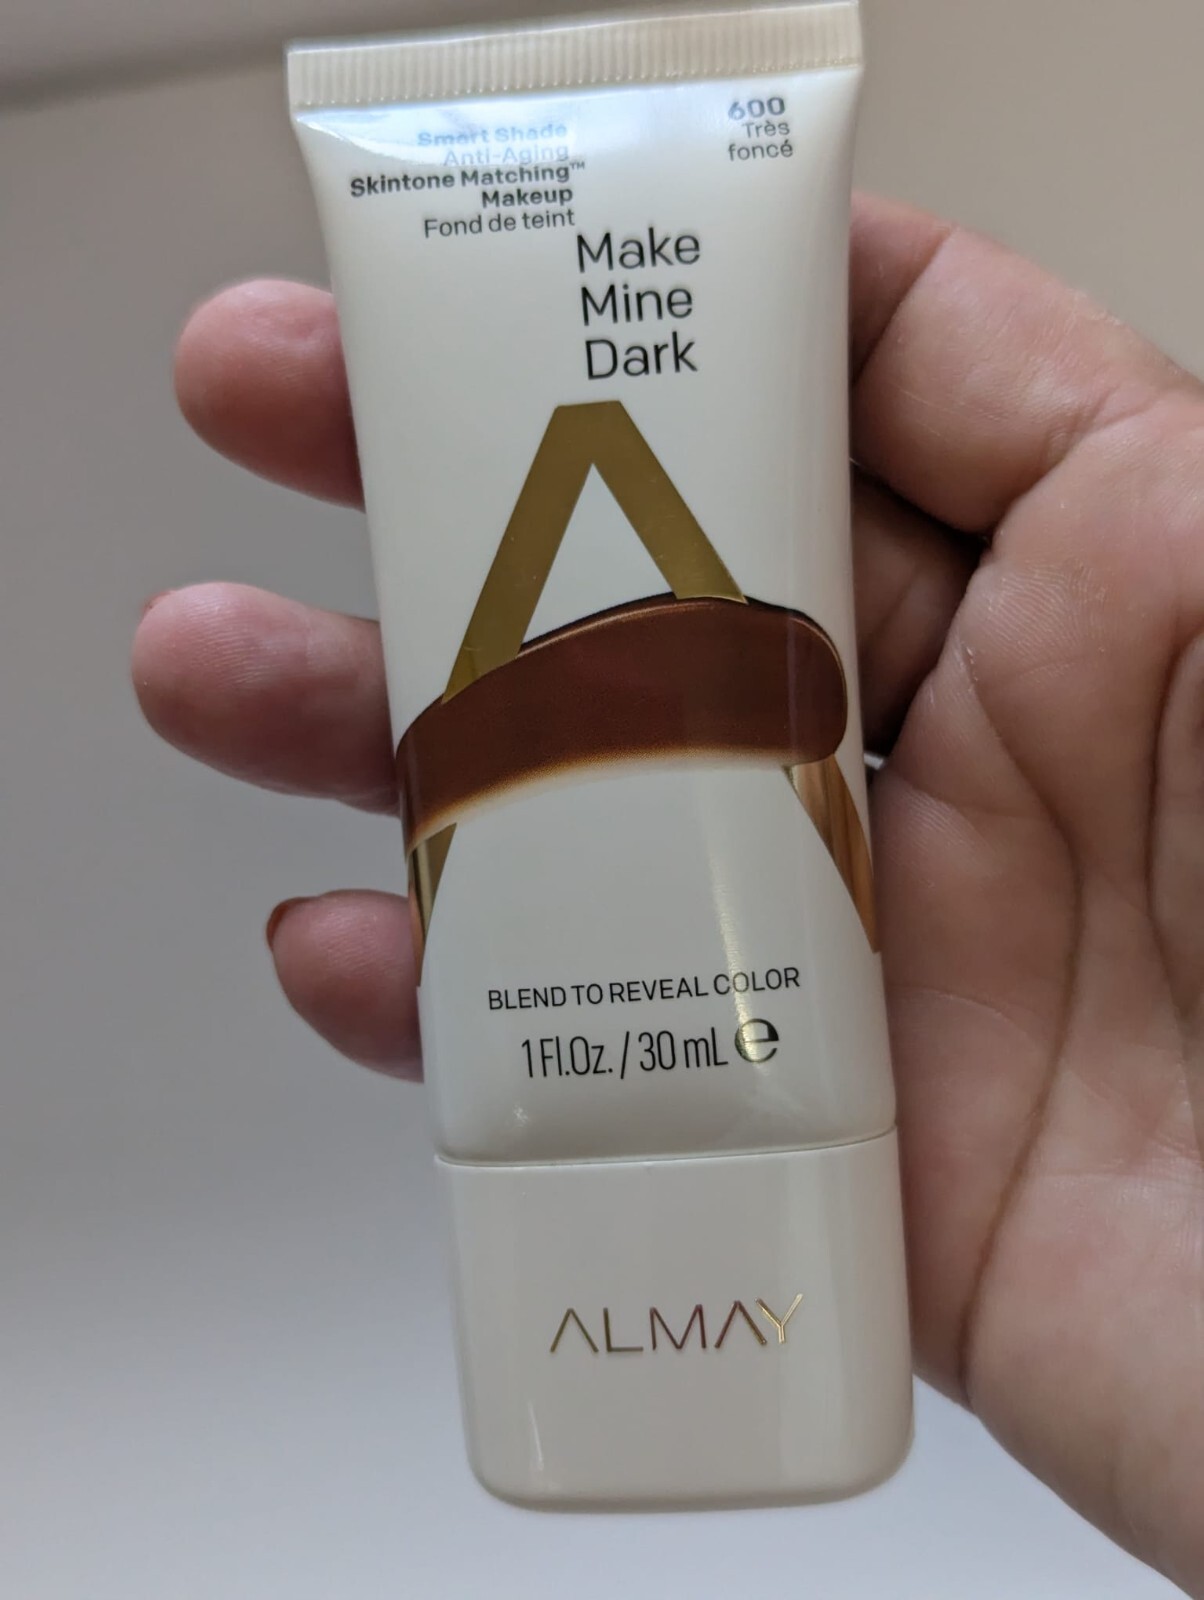 Smart Shade
Anti-Aging
Skintone Matching™
Makeup
Fond de teint
600
Très
foncé
Make
Mine
Dark
BLEND TO REVEAL COLOR
1 Fl.Oz. / 30 mL ℮
ALMAY